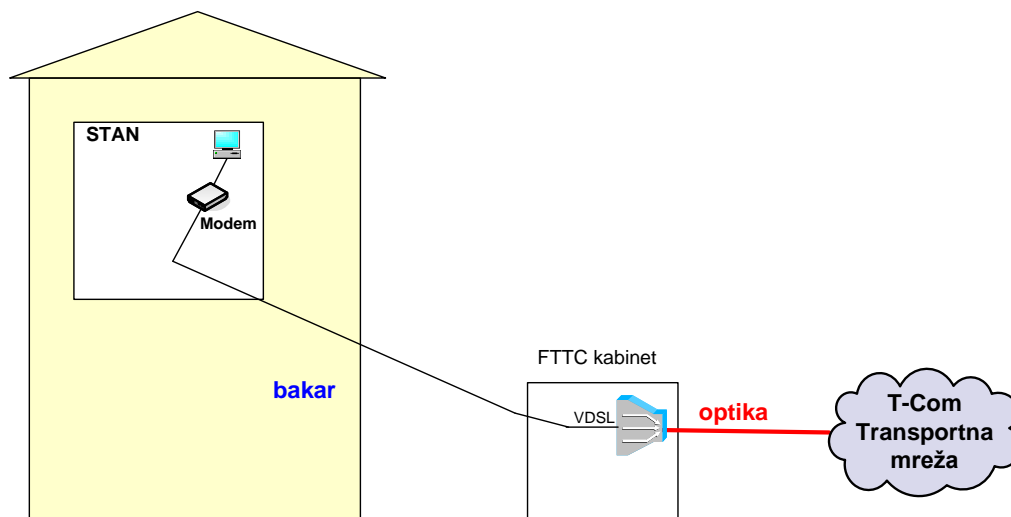 STAN
Modem
bakar
FTTC kabinet
VDSL
optika
T-Com
Transportna
mreža